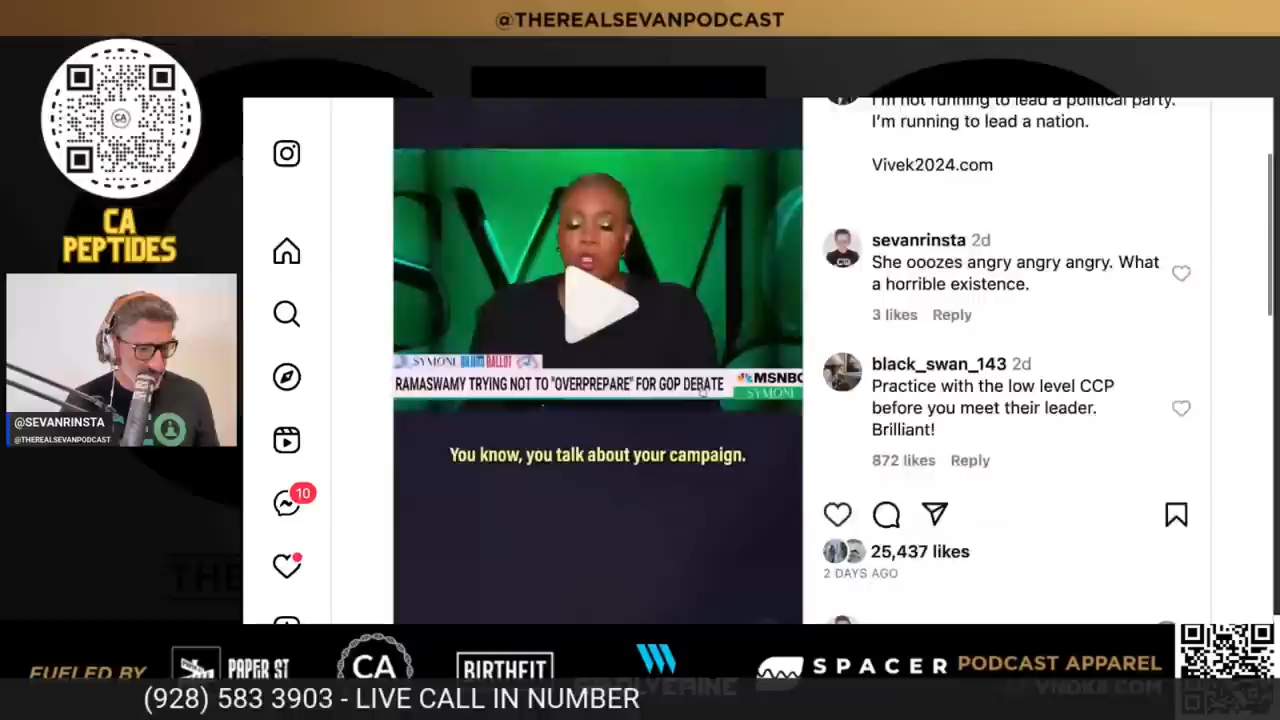 @THEREALSEVANPODCAST
CA
CA
PEPTIDES
@SEVANRINSTA
@THEREALSEVANPODCAST
10
SYMONE
BALLOT
RAMASWAMY TRYING NOT TO "OVERPREPARE" FOR GOP DEBATE
MSNBC
SYMONE
You know, you talk about your campaign.
I'm not running to lead a political party.
I'm running to lead a nation.
Vivek2024.com
sevanrinsta 2d
She ooozes angry angry angry. What
a horrible existence.
3 likes Reply
black_swan_143 2d
Practice with the low level CCP
before you meet their leader.
Brilliant!
872 likes Reply
25,437 likes
2 DAYS AGO
THE
FUELED BY
PAPER ST
CA
BIRTHFIT
SPACER
PODCAST APPAREL
(928) 583 3903 - LIVE CALL IN NUMBER